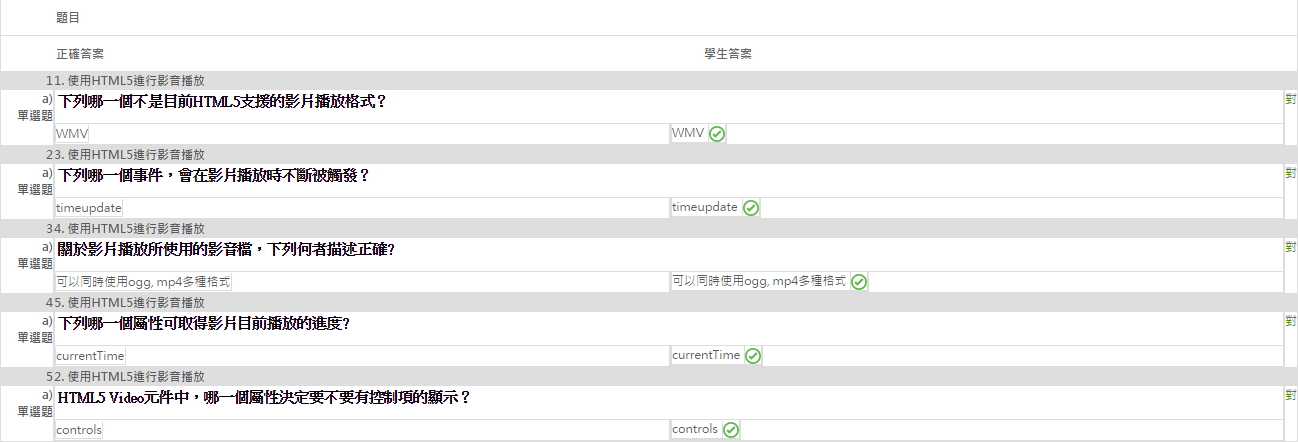 題目
正確答案 學生答案
11. 使用HTML5進行影音播放
a) 下列哪一個不是目前HTML5支援的影片播放格式？ 對
單選題
WMV WMV
23. 使用HTML5進行影音播放
a) 下列哪一個事件，會在影片播放時不斷被觸發？ 對
單選題
timeupdate timeupdate
34. 使用HTML5進行影音播放
a) 關於影片播放所使用的影音檔，下列何者描述正確? 對
單選題
可以同時使用ogg, mp4多種格式 可以同時使用ogg, mp4多種格式
45. 使用HTML5進行影音播放
a) 下列哪一個屬性可取得影片目前播放的進度? 對
單選題
currentTime currentTime
52. 使用HTML5進行影音播放
a) HTML5 Video元件中，哪一個屬性決定要不要有控制項的顯示？ 對
單選題
controls controls